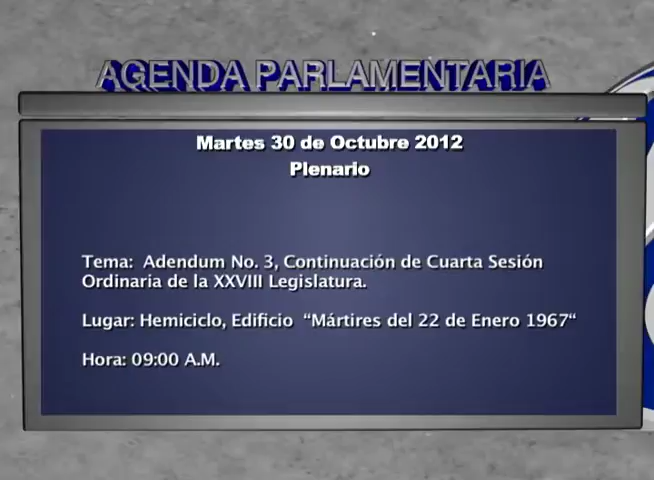 AGENDA PARLAMENTARIA
Martes 30 de Octubre 2012
Plenario
Tema:  Adendum No. 3, Continuación de Cuarta Sesión
Ordinaria de la XXVIII Legislatura.
Lugar: Hemiciclo, Edificio  “Mártires del 22 de Enero 1967“
Hora: 09:00 A.M.